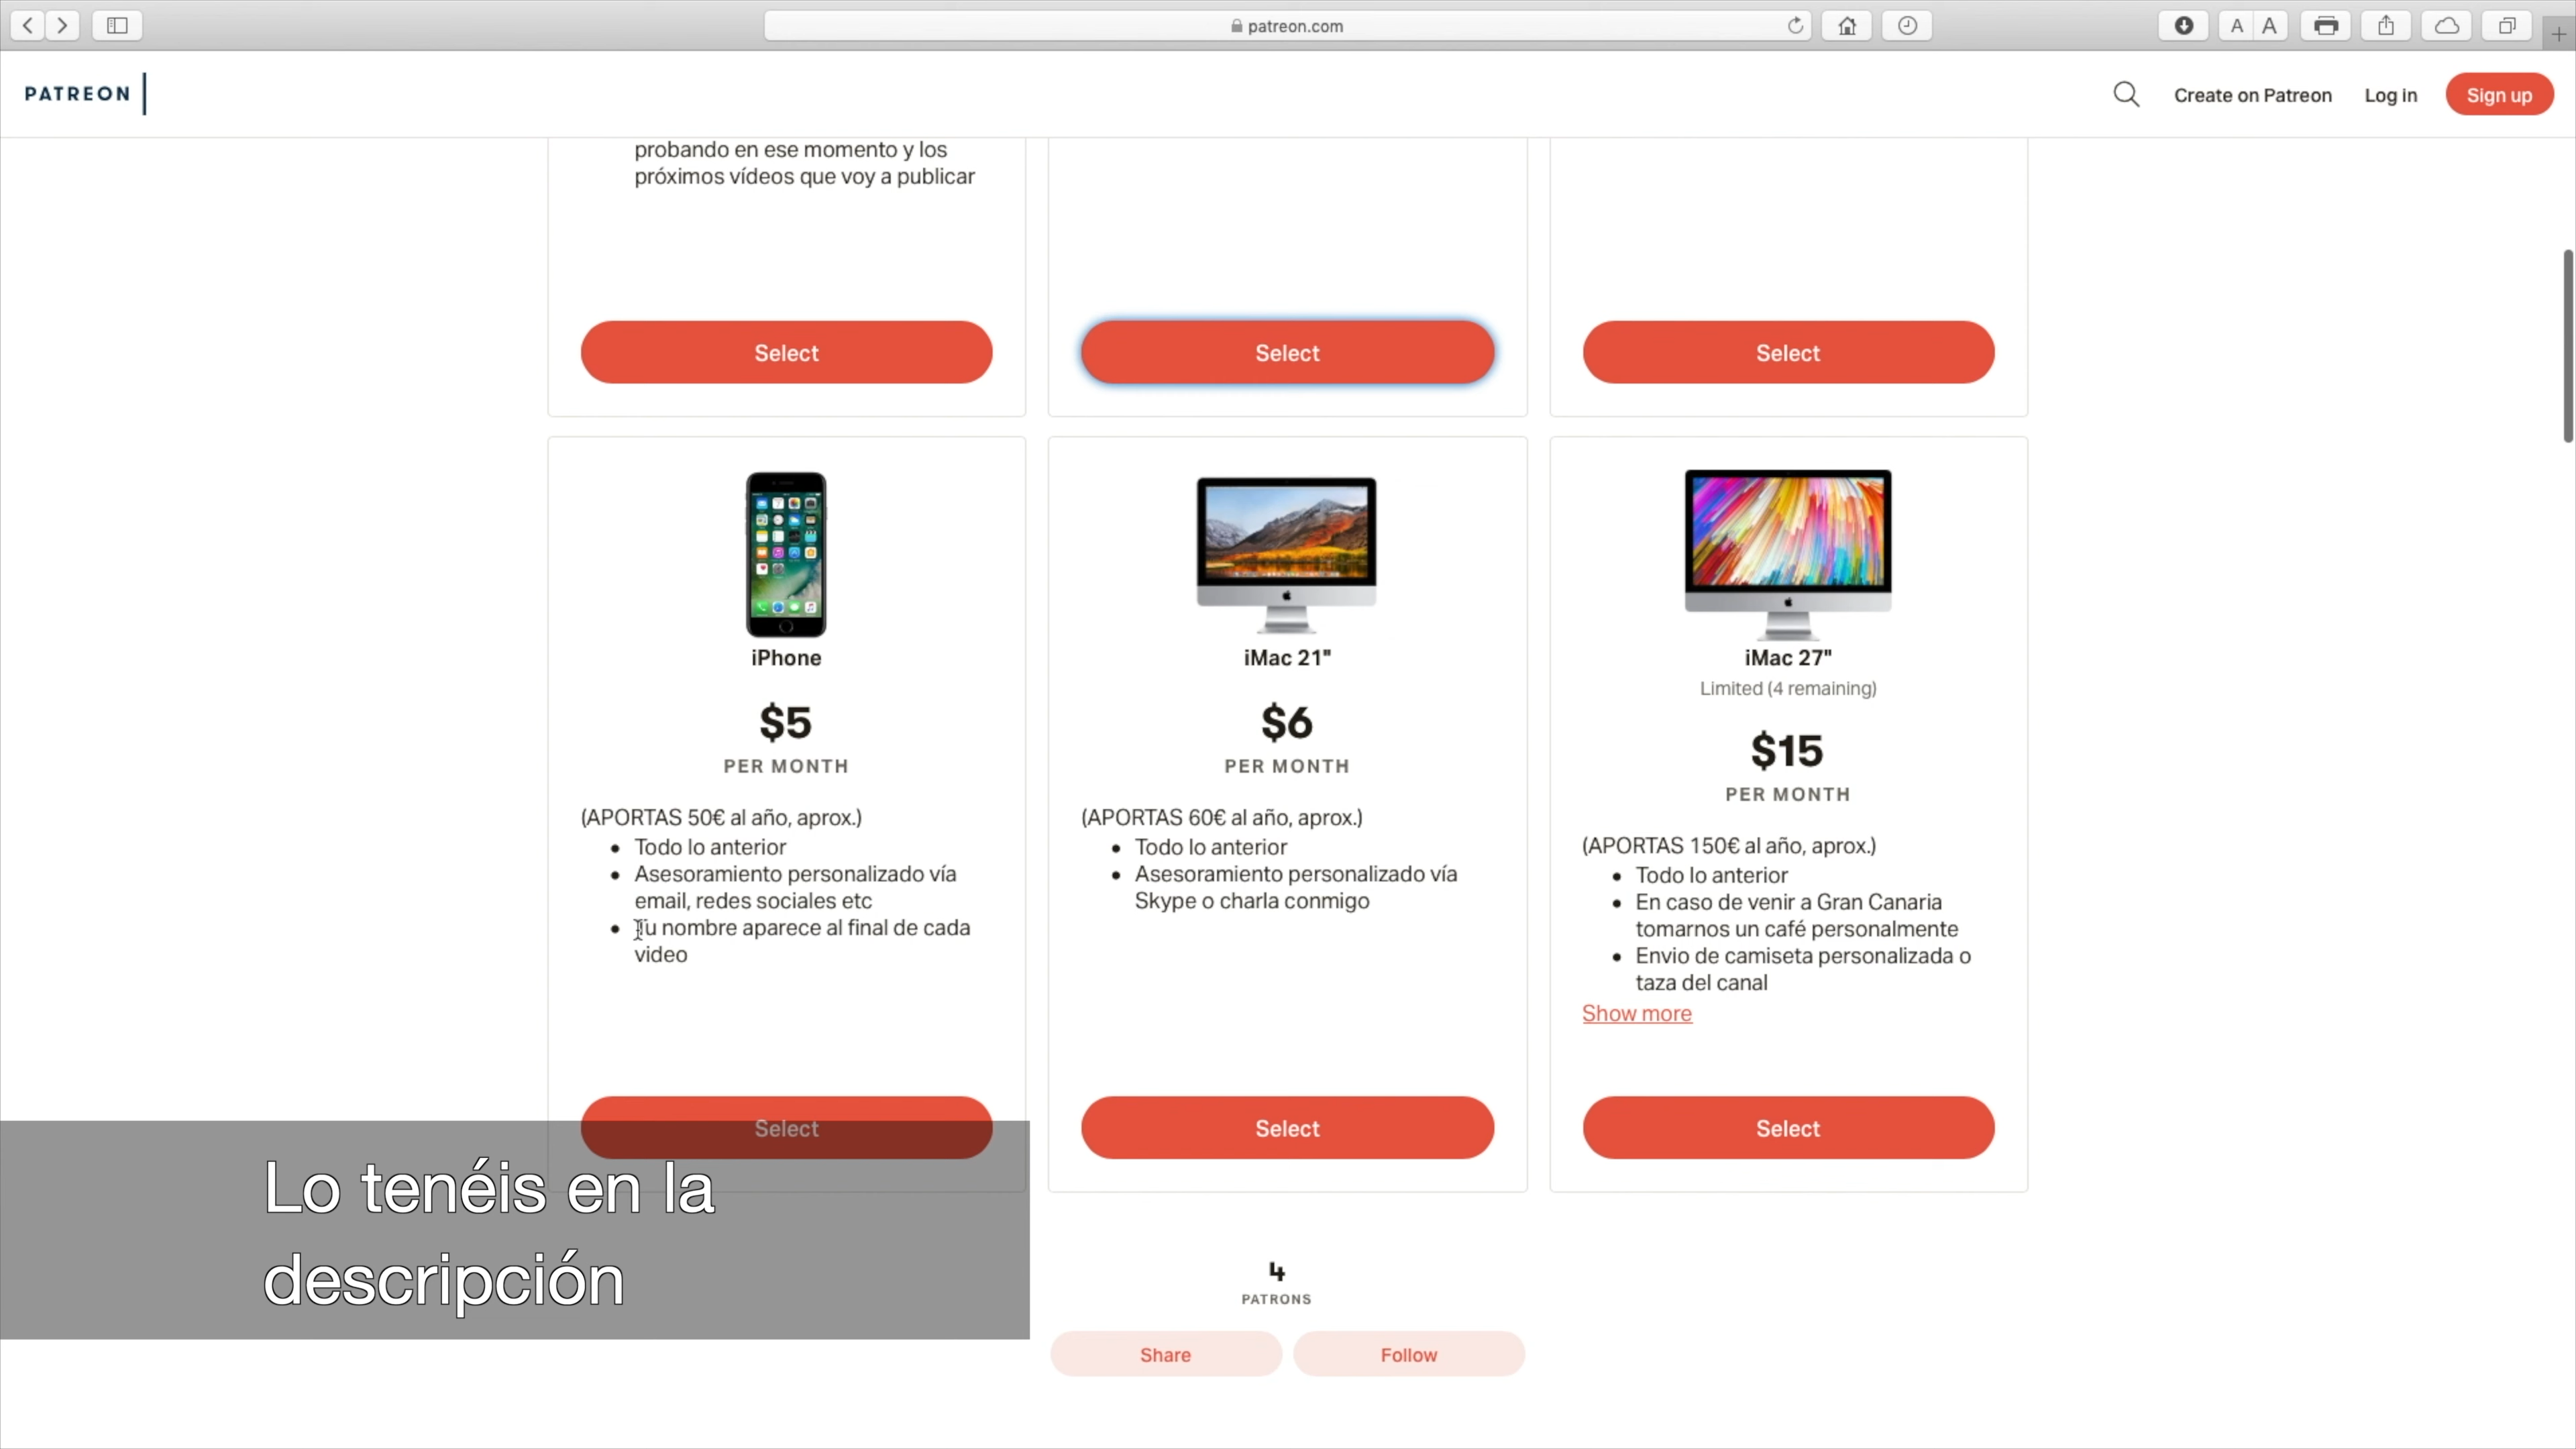 patreon.com
A A
PATREON
Create on Patreon
Log in
Sign up
probando en ese momento y los
próximos vídeos que voy a publicar
Select
Select
Select
iPhone
$5
PER MONTH
(APORTAS 50€ al año, aprox.)
Todo lo anterior
Asesoramiento personalizado vía
email, redes sociales etc
Tu nombre aparece al final de cada
video
Select
iMac 21"
$6
PER MONTH
(APORTAS 60€ al año, aprox.)
Todo lo anterior
Asesoramiento personalizado vía
Skype o charla conmigo
Select
iMac 27"
Limited (4 remaining)
$15
PER MONTH
(APORTAS 150€ al año, aprox.)
Todo lo anterior
En caso de venir a Gran Canaria
tomarnos un café personalmente
Envio de camiseta personalizada o
taza del canal
Show more
Select
Lo tenéis en la
descripción
4
PATRONS
Share
Follow